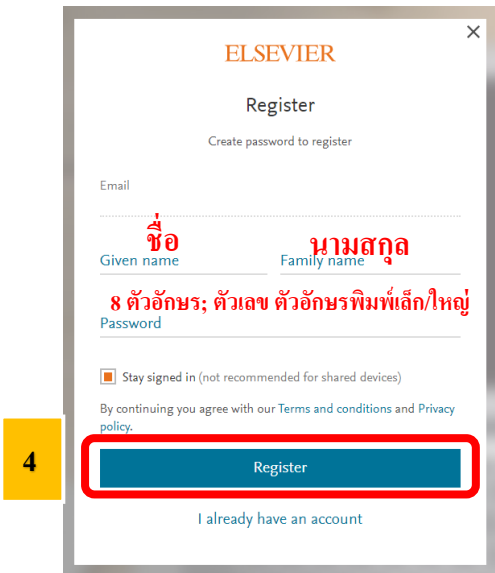 ELSEVIER
Register
Create password to register
Email
ชื่อ นามสกุล
Given name Family name
8 ตัวอักษร; ตัวเลข ตัวอักษรพิมพ์เล็ก/ใหญ่
Password
Stay signed in (not recommended for shared devices)
By continuing you agree with our Terms and conditions and Privacy
policy.
4
Register
I already have an account